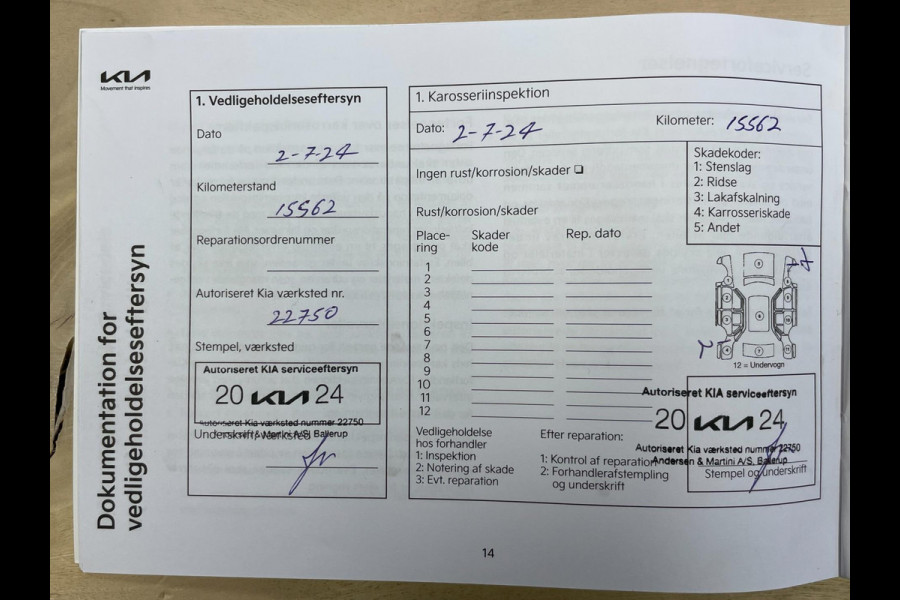 KIA
Movement that inspires
Dokumentation for
vedligeholdelseseftersyn
1. Vedligeholdelseseftersyn
Dato
2-7-24
Kilometerstand
15562
Reparationsordrenummer
Autoriseret Kia værksted nr.
22750
Stempel, værksted
Autoriseret KIA serviceeftersyn
20 KIA 24
Autoriseret Kia værksted nummer 22750
Andersen & Martini A/S, Ballerup
Underskrift, værksted
1. Karosseriinspektion
Dato: 2-7-24
Kilometer: 15562
Ingen rust/korrosion/skader
Rust/korrosion/skader
Skadekoder:
1: Stenslag
2: Ridse
3: Lakafskalning
4: Karrosseriskade
5: Andet
Place-
ring
Skader
kode
Rep. dato
1
2
3
4
5
6
7
8
9
10
11
12
12 = Undervogn
Vedligeholdelse
hos forhandler
1: Inspektion
2: Notering af skade
3: Evt. reparation
Efter reparation:
1: Kontrol af reparation
2: Forhandlerafstempling
og underskrift
Autoriseret KIA serviceeftersyn
20 KIA 24
Autoriseret Kia værksted nummer 22750
Andersen & Martini A/S, Ballerup
Stempel og underskrift
14